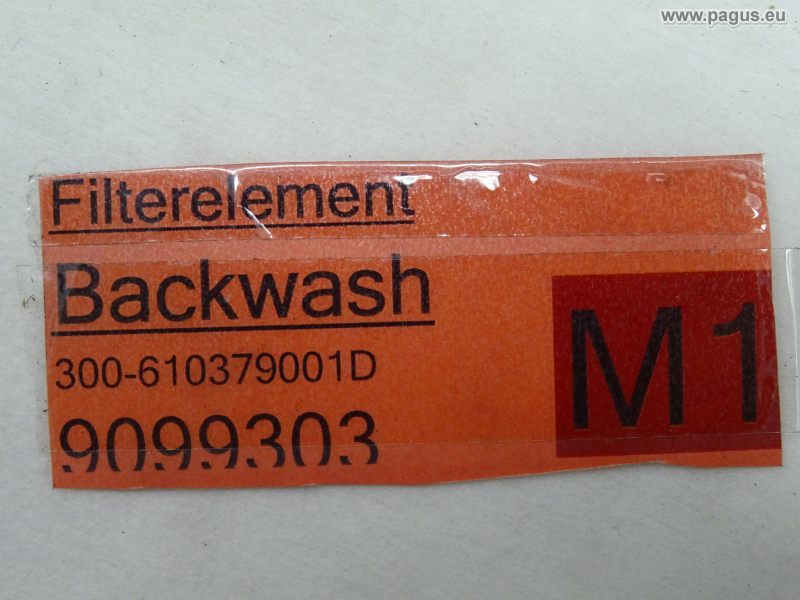 www.pagus.eu
Filterelement
Backwash
300-610379001D
9099303
M1